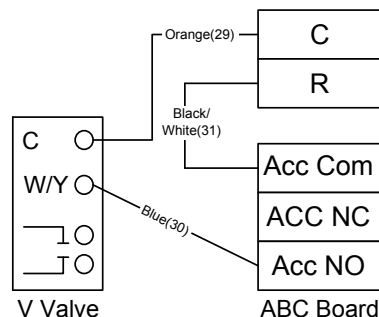 Orange(29)
C
R
Black/
White(31)
C
W/Y
Blue(30)
Acc Com
ACC NC
Acc NO
V Valve
ABC Board